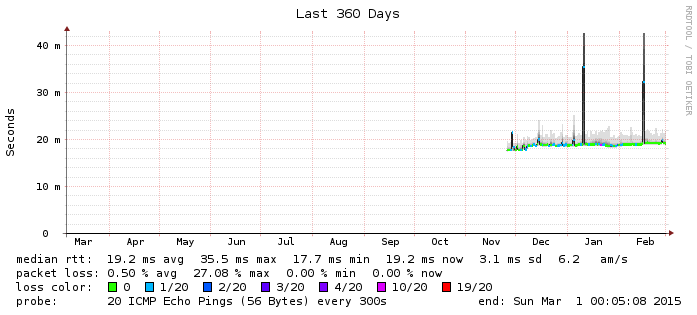 Last 360 Days
RRDTOOL / TOBI OETIKER
Seconds
40 m
30 m
20 m
10 m
0
Mar Apr May Jun Jul Aug Sep Oct Nov Dec Jan Feb
median rtt: 19.2 ms avg 35.5 ms max 17.7 ms min 19.2 ms now 3.1 ms sd 6.2 am/s
packet loss: 0.50 % avg 27.08 % max 0.00 % min 0.00 % now
loss color: 0 1/20 2/20 3/20 4/20 10/20 19/20
probe: 20 ICMP Echo Pings (56 Bytes) every 300s end: Sun Mar 1 00:05:08 2015